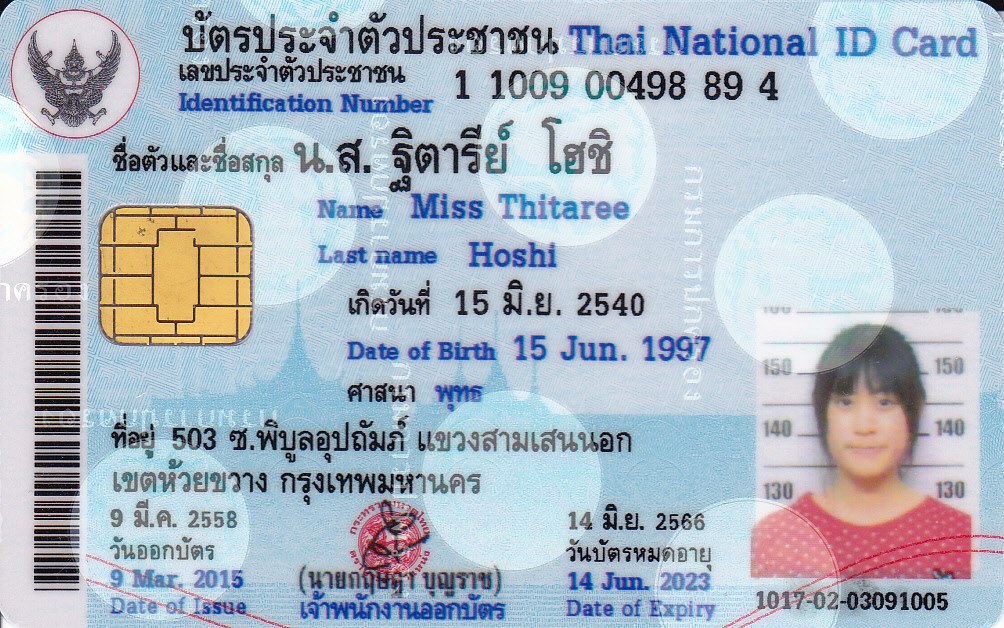 บัตรประจำตัวประชาชน Thai National ID Card
เลขประจำตัวประชาชน
Identification Number
1 1009 00498 89 4
ชื่อตัวและชื่อสกุล น.ส. ฐิตารีย์ โฮชิ
Name Miss Thitaree
Last name Hoshi
เกิดวันที่ 15 มิ.ย. 2540
Date of Birth 15 Jun. 1997
ศาสนา พุทธ
ที่อยู่ 503 ซ.พิบูลอุปถัมภ์ แขวงสามเสนนอก
เขตห้วยขวาง กรุงเทพมหานคร
9 มี.ค. 2558
วันออกบัตร
9 Mar. 2015
Date of Issue
(นายกฤษฎา บุญราช)
เจ้าพนักงานออกบัตร
14 มิ.ย. 2566
วันบัตรหมดอายุ
14 Jun. 2023
Date of Expiry
150 150
140 140
130 130
1017-02-03091005